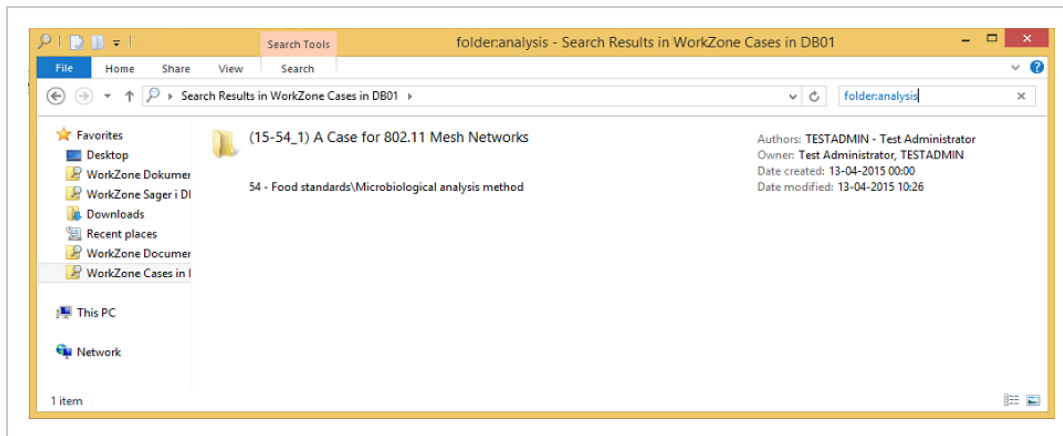 Search Tools
folder:analysis - Search Results in WorkZone Cases in DB01
File Home Share View Search
Search Results in WorkZone Cases in DB01
folder:analysis
Favorites
Desktop
WorkZone Dokumer
WorkZone Sager i DI
Downloads
Recent places
WorkZone Documer
WorkZone Cases in I
This PC
Network
(15-54_1) A Case for 802.11 Mesh Networks
54 - Food standards\Microbiological analysis method
Authors: TESTADMIN - Test Administrator
Owner: Test Administrator, TESTADMIN
Date created: 13-04-2015 00:00
Date modified: 13-04-2015 10:26
1 item